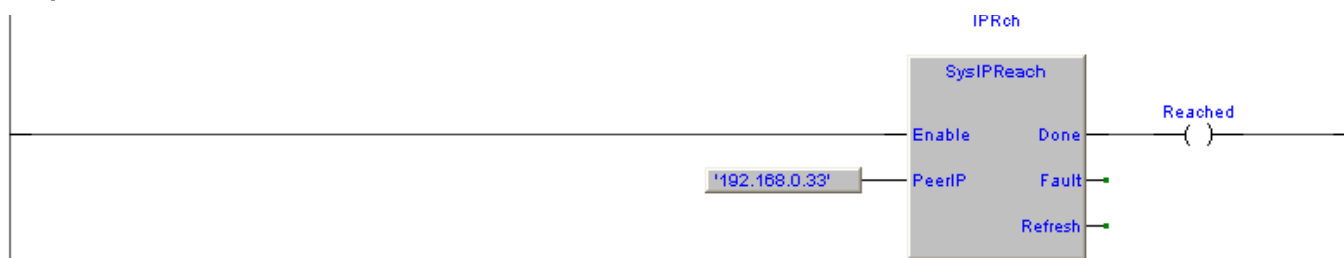 IPRch
SysIPReach
Reached
Enable Done
'192.168.0.33' PeerIP Fault
Refresh